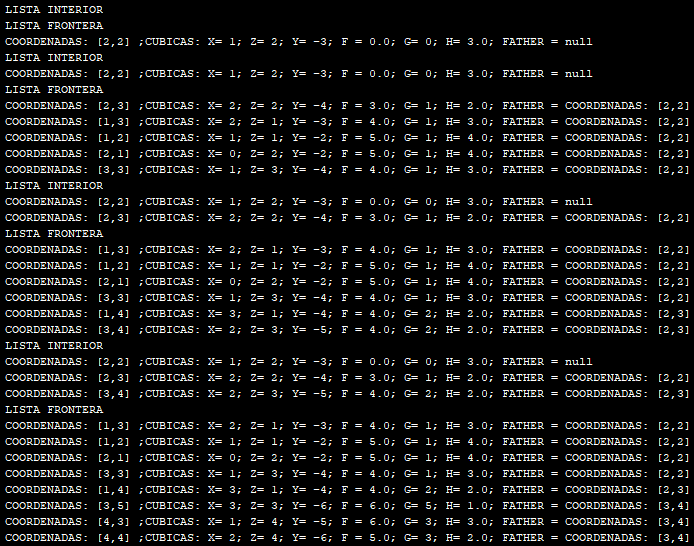 LISTA INTERIOR
LISTA FRONTERA
COORDENADAS: [2,2] ;CUBICAS: X= 1; Z= 2; Y= -3; F = 0.0; G= 0; H= 3.0; FATHER = null
LISTA INTERIOR
COORDENADAS: [2,2] ;CUBICAS: X= 1; Z= 2; Y= -3; F = 0.0; G= 0; H= 3.0; FATHER = null
LISTA FRONTERA
COORDENADAS: [2,3] ;CUBICAS: X= 2; Z= 2; Y= -4; F = 3.0; G= 1; H= 2.0; FATHER = COORDENADAS: [2,2]
COORDENADAS: [1,3] ;CUBICAS: X= 2; Z= 1; Y= -3; F = 4.0; G= 1; H= 3.0; FATHER = COORDENADAS: [2,2]
COORDENADAS: [1,2] ;CUBICAS: X= 1; Z= 1; Y= -2; F = 5.0; G= 1; H= 4.0; FATHER = COORDENADAS: [2,2]
COORDENADAS: [2,1] ;CUBICAS: X= 0; Z= 2; Y= -2; F = 5.0; G= 1; H= 4.0; FATHER = COORDENADAS: [2,2]
COORDENADAS: [3,3] ;CUBICAS: X= 1; Z= 3; Y= -4; F = 4.0; G= 1; H= 3.0; FATHER = COORDENADAS: [2,2]
LISTA INTERIOR
COORDENADAS: [2,2] ;CUBICAS: X= 1; Z= 2; Y= -3; F = 0.0; G= 0; H= 3.0; FATHER = null
COORDENADAS: [2,3] ;CUBICAS: X= 2; Z= 2; Y= -4; F = 3.0; G= 1; H= 2.0; FATHER = COORDENADAS: [2,2]
LISTA FRONTERA
COORDENADAS: [1,3] ;CUBICAS: X= 2; Z= 1; Y= -3; F = 4.0; G= 1; H= 3.0; FATHER = COORDENADAS: [2,2]
COORDENADAS: [1,2] ;CUBICAS: X= 1; Z= 1; Y= -2; F = 5.0; G= 1; H= 4.0; FATHER = COORDENADAS: [2,2]
COORDENADAS: [2,1] ;CUBICAS: X= 0; Z= 2; Y= -2; F = 5.0; G= 1; H= 4.0; FATHER = COORDENADAS: [2,2]
COORDENADAS: [3,3] ;CUBICAS: X= 1; Z= 3; Y= -4; F = 4.0; G= 1; H= 3.0; FATHER = COORDENADAS: [2,2]
COORDENADAS: [1,4] ;CUBICAS: X= 3; Z= 1; Y= -4; F = 4.0; G= 2; H= 2.0; FATHER = COORDENADAS: [2,3]
COORDENADAS: [3,4] ;CUBICAS: X= 2; Z= 3; Y= -5; F = 4.0; G= 2; H= 2.0; FATHER = COORDENADAS: [2,3]
LISTA INTERIOR
COORDENADAS: [2,2] ;CUBICAS: X= 1; Z= 2; Y= -3; F = 0.0; G= 0; H= 3.0; FATHER = null
COORDENADAS: [2,3] ;CUBICAS: X= 2; Z= 2; Y= -4; F = 3.0; G= 1; H= 2.0; FATHER = COORDENADAS: [2,2]
COORDENADAS: [3,4] ;CUBICAS: X= 2; Z= 3; Y= -5; F = 4.0; G= 2; H= 2.0; FATHER = COORDENADAS: [2,3]
LISTA FRONTERA
COORDENADAS: [1,3] ;CUBICAS: X= 2; Z= 1; Y= -3; F = 4.0; G= 1; H= 3.0; FATHER = COORDENADAS: [2,2]
COORDENADAS: [1,2] ;CUBICAS: X= 1; Z= 1; Y= -2; F = 5.0; G= 1; H= 4.0; FATHER = COORDENADAS: [2,2]
COORDENADAS: [2,1] ;CUBICAS: X= 0; Z= 2; Y= -2; F = 5.0; G= 1; H= 4.0; FATHER = COORDENADAS: [2,2]
COORDENADAS: [3,3] ;CUBICAS: X= 1; Z= 3; Y= -4; F = 4.0; G= 1; H= 3.0; FATHER = COORDENADAS: [2,2]
COORDENADAS: [1,4] ;CUBICAS: X= 3; Z= 1; Y= -4; F = 4.0; G= 2; H= 2.0; FATHER = COORDENADAS: [2,3]
COORDENADAS: [3,5] ;CUBICAS: X= 3; Z= 3; Y= -6; F = 6.0; G= 5; H= 1.0; FATHER = COORDENADAS: [3,4]
COORDENADAS: [4,3] ;CUBICAS: X= 1; Z= 4; Y= -5; F = 6.0; G= 3; H= 3.0; FATHER = COORDENADAS: [3,4]
COORDENADAS: [4,4] ;CUBICAS: X= 2; Z= 4; Y= -6; F = 5.0; G= 3; H= 2.0; FATHER = COORDENADAS: [3,4]